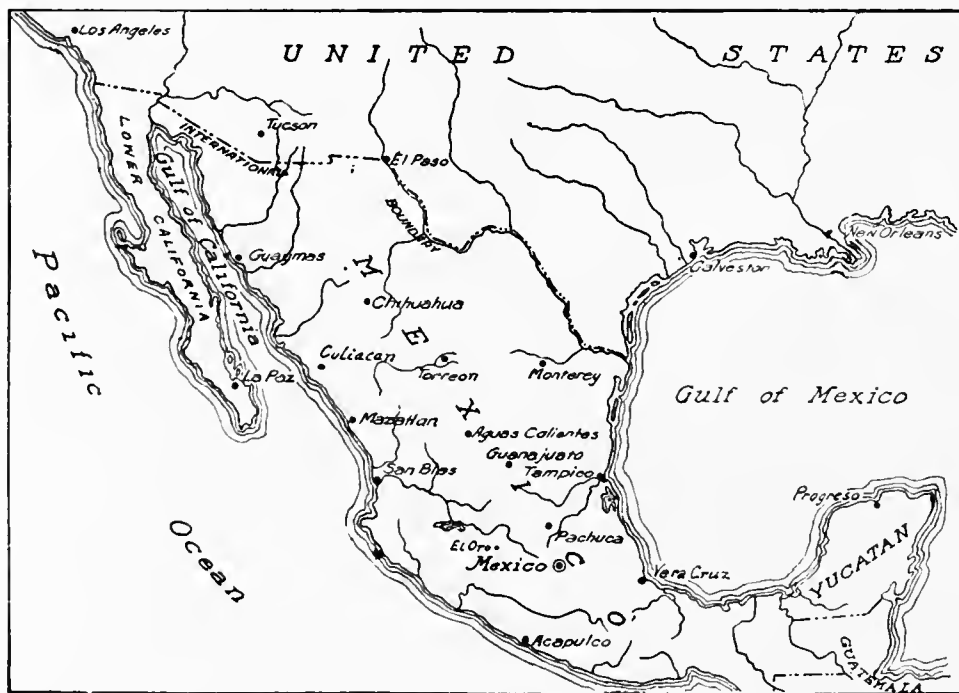 Los Angeles
UNITED STATES
Tucson
INTERNATIONAL
El Paso
BOUNDARY
LOWER
CALIFORNIA
Gulf of California
New Orleans
Galveston
Guaymas
Pacific
Ocean
MEXICO
Chihuahua
Culiacan
Torreon
Monterey
La Paz
Gulf of Mexico
Mazatlan
Aguas Calientes
Guanajuato
Tampico
San Blas
Progreso
Pachuca
El Oro
Mexico
Vera Cruz
YUCATAN
Acapulco
GUATEMALA